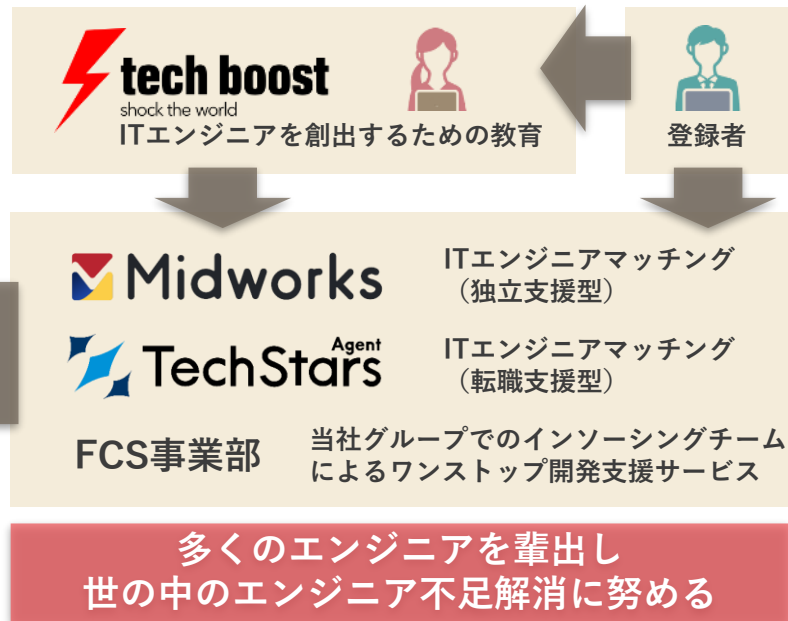 tech boost
shock the world
ITエンジニアを創出するための教育
登録者
Midworks
ITエンジニアマッチング
（独立支援型）
TechStars Agent
ITエンジニアマッチング
（転職支援型）
FCS事業部
当社グループでのインソーシングチーム
によるワンストップ開発支援サービス
多くのエンジニアを輩出し
世の中のエンジニア不足解消に努める